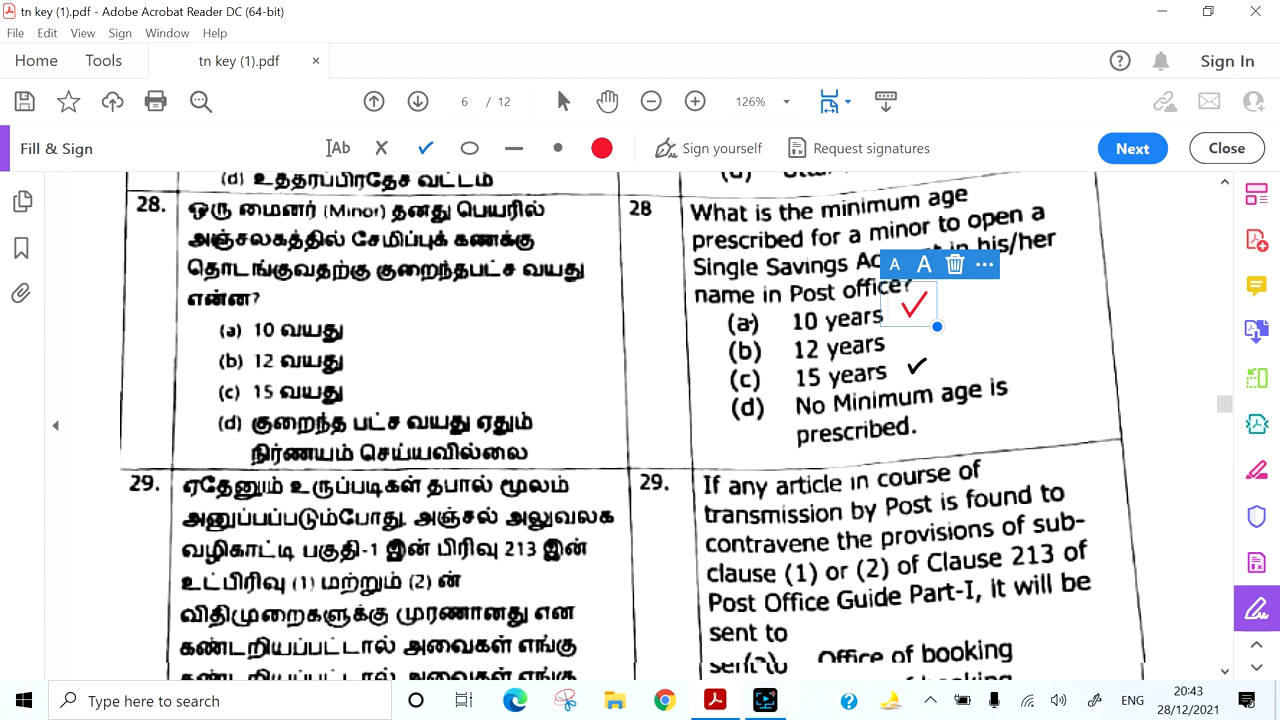 tn key (1).pdf - Adobe Acrobat Reader DC (64-bit)
File Edit View Sign Window Help
Home Tools tn key (1).pdf × Sign In
6 / 12 126%
Fill & Sign Ab Sign yourself Request signatures Next Close
(d) உத்தரப்பிரதேச வட்டம்
28. ஒரு மைனர் (Minor) தனது பெயரில்
அஞ்சலகத்தில் சேமிப்புக் கணக்கு
தொடங்குவதற்கு குறைந்தபட்ச வயது
என்ன?
(a) 10 வயது
(b) 12 வயது
(c) 15 வயது
(d) குறைந்த பட்ச வயது ஏதும்
நிர்ணயம் செய்யவில்லை
28 What is the minimum age
prescribed for a minor to open a
Single Savings in his/her
name in Post office?
(a) 10 years
(b) 12 years
(c) 15 years
(d) No Minimum age is
prescribed.
A A
29. ஏதேனும் உருப்படிகள் தபால் மூலம்
அனுப்பப்படும்போது அஞ்சல் அலுவலக
வழிகாட்டி பகுதி-1 இன் பிரிவு 213 இன்
உட்பிரிவு (1) மற்றும் (2) ன்
விதிமுறைகளுக்கு முரணானது என
கண்டறியப்பட்டால் அவைகள் எங்கு
29. If any article in course of
transmission by Post is found to
contravene the provisions of sub-
clause (1) or (2) of Clause 213 of
Post Office Guide Part-I, it will be
sent to
(a) Office of booking
Type here to search
ENG 20:43
28/12/2021